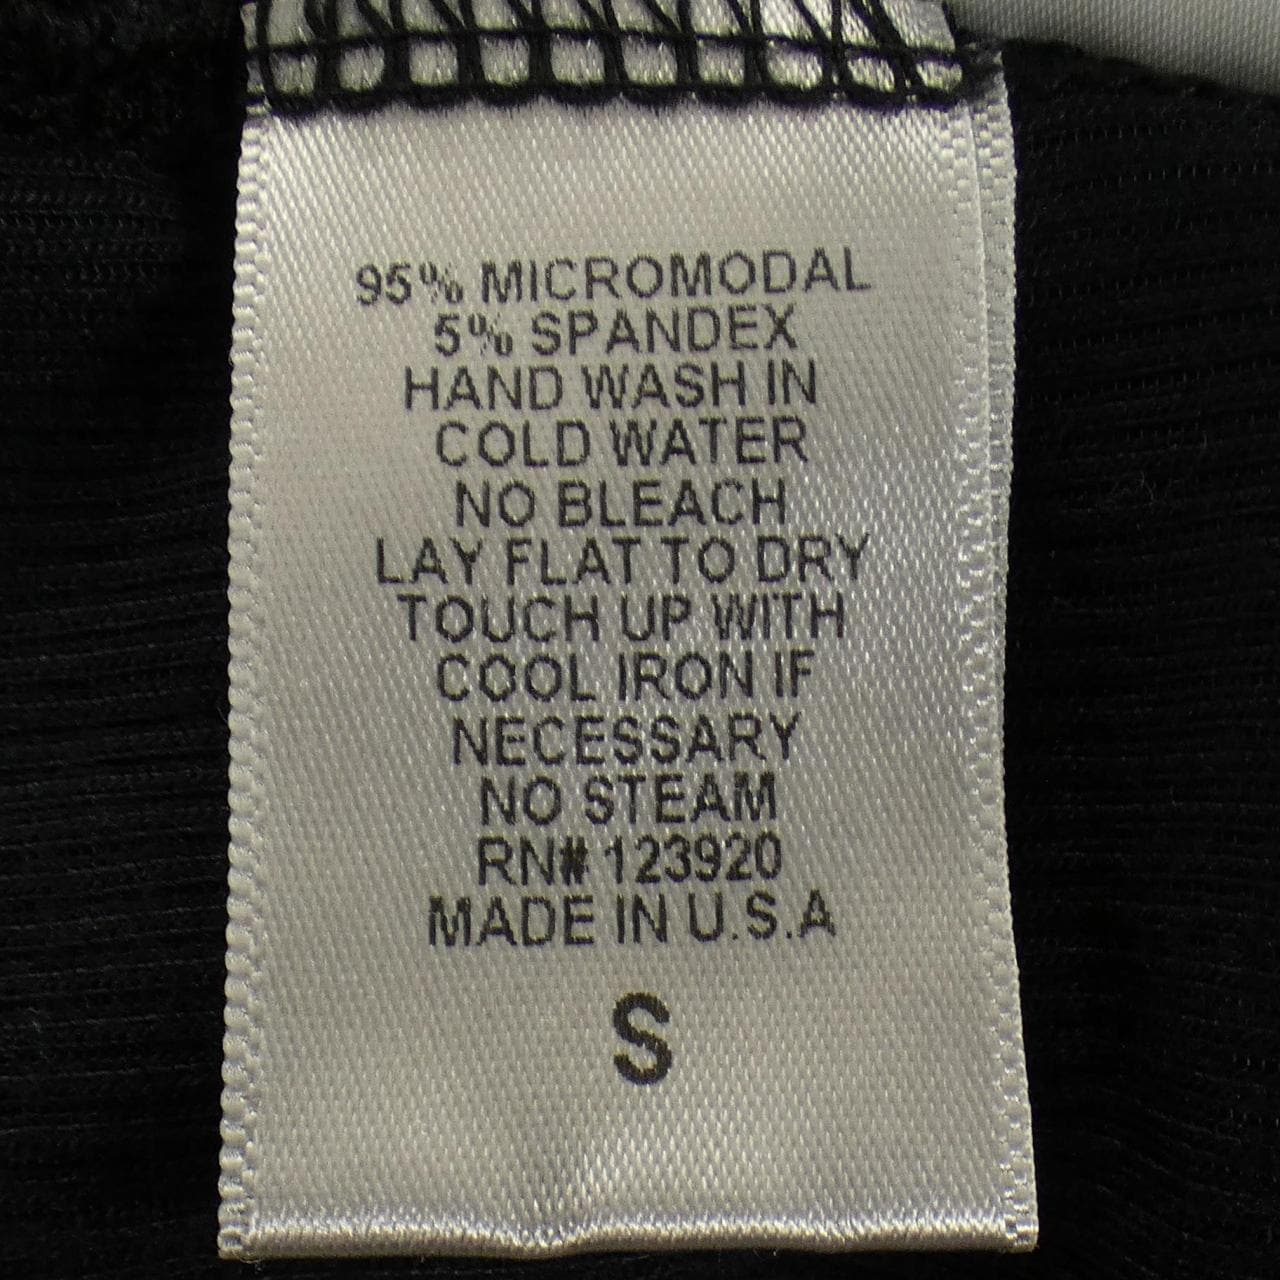 95% MICROMODAL
5% SPANDEX
HAND WASH IN
COLD WATER
NO BLEACH
LAY FLAT TO DRY
TOUCH UP WITH
COOL IRON IF
NECESSARY
NO STEAM
RN# 123920
MADE IN U.S.A
S